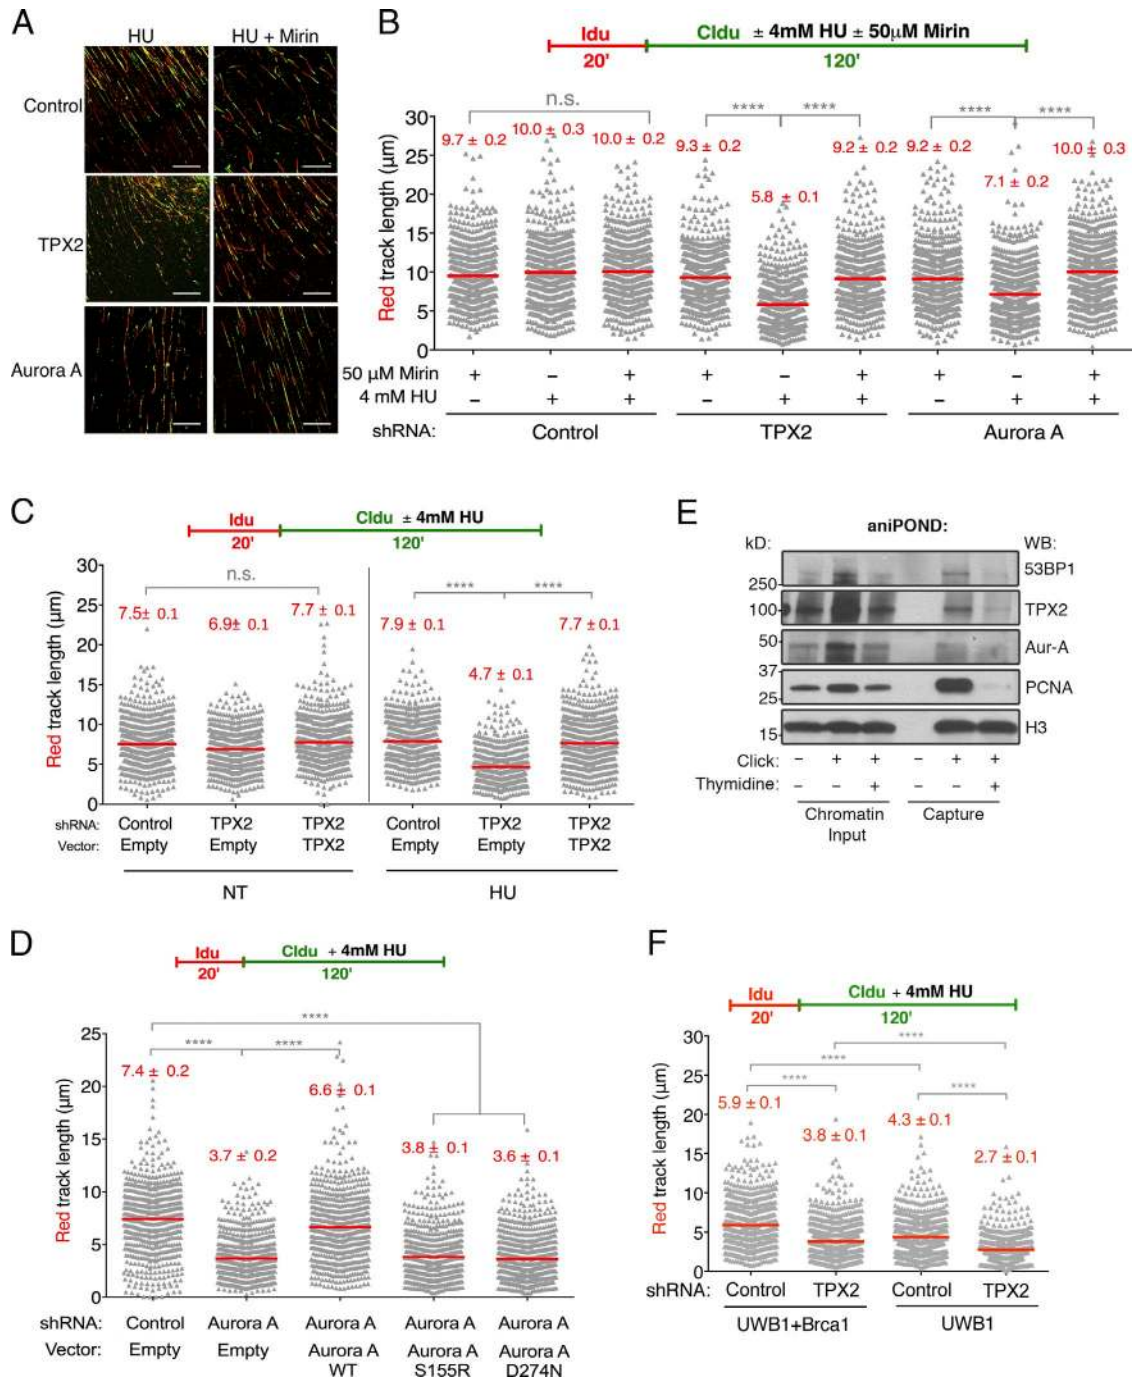 A
HU
HU + Mirin
Control
TPX2
Aurora A
B
Idu
CIdu ± 4mM HU ± 50µM Mirin
20'
120'
Red track length (µm)
30
25
20
15
10
5
0
n.s.
**** ****
**** ****
9.7 ± 0.2
10.0 ± 0.3
10.0 ± 0.2
9.3 ± 0.2
5.8 ± 0.1
9.2 ± 0.2
9.2 ± 0.2
7.1 ± 0.2
10.0 ± 0.3
50 µM Mirin + – + + – + + – +
4 mM HU – + + – + + – + +
shRNA: Control TPX2 Aurora A
C
Idu
CIdu ± 4mM HU
20'
120'
Red track length (µm)
30
25
20
15
10
5
0
n.s.
**** ****
7.5± 0.1
6.9± 0.1
7.7 ± 0.1
7.9 ± 0.1
4.7 ± 0.1
7.7 ± 0.1
shRNA: Control TPX2 TPX2 Control TPX2 TPX2
Vector: Empty Empty TPX2 Empty Empty TPX2
NT HU
E
aniPOND:
kD: WB:
250 53BP1
100 TPX2
50 Aur-A
37
25 PCNA
15 H3
Click: – + + – + +
Thymidine: + +
Chromatin Input
Capture
D
Idu
CIdu + 4mM HU
20'
120'
Red track length (µm)
25
20
15
10
5
0
****
**** ****
7.4 ± 0.2
3.7 ± 0.2
6.6 ± 0.1
3.8 ± 0.1
3.6 ± 0.1
shRNA: Control Aurora A Aurora A Aurora A Aurora A
Vector: Empty Empty Aurora A Aurora A Aurora A
WT S155R D274N
F
Idu
CIdu + 4mM HU
20'
120'
Red track length (µm)
30
25
20
15
10
5
0
****
****
**** ****
5.9 ± 0.1
3.8 ± 0.1
4.3 ± 0.1
2.7 ± 0.1
shRNA: Control TPX2 Control TPX2
UWB1+Brca1 UWB1